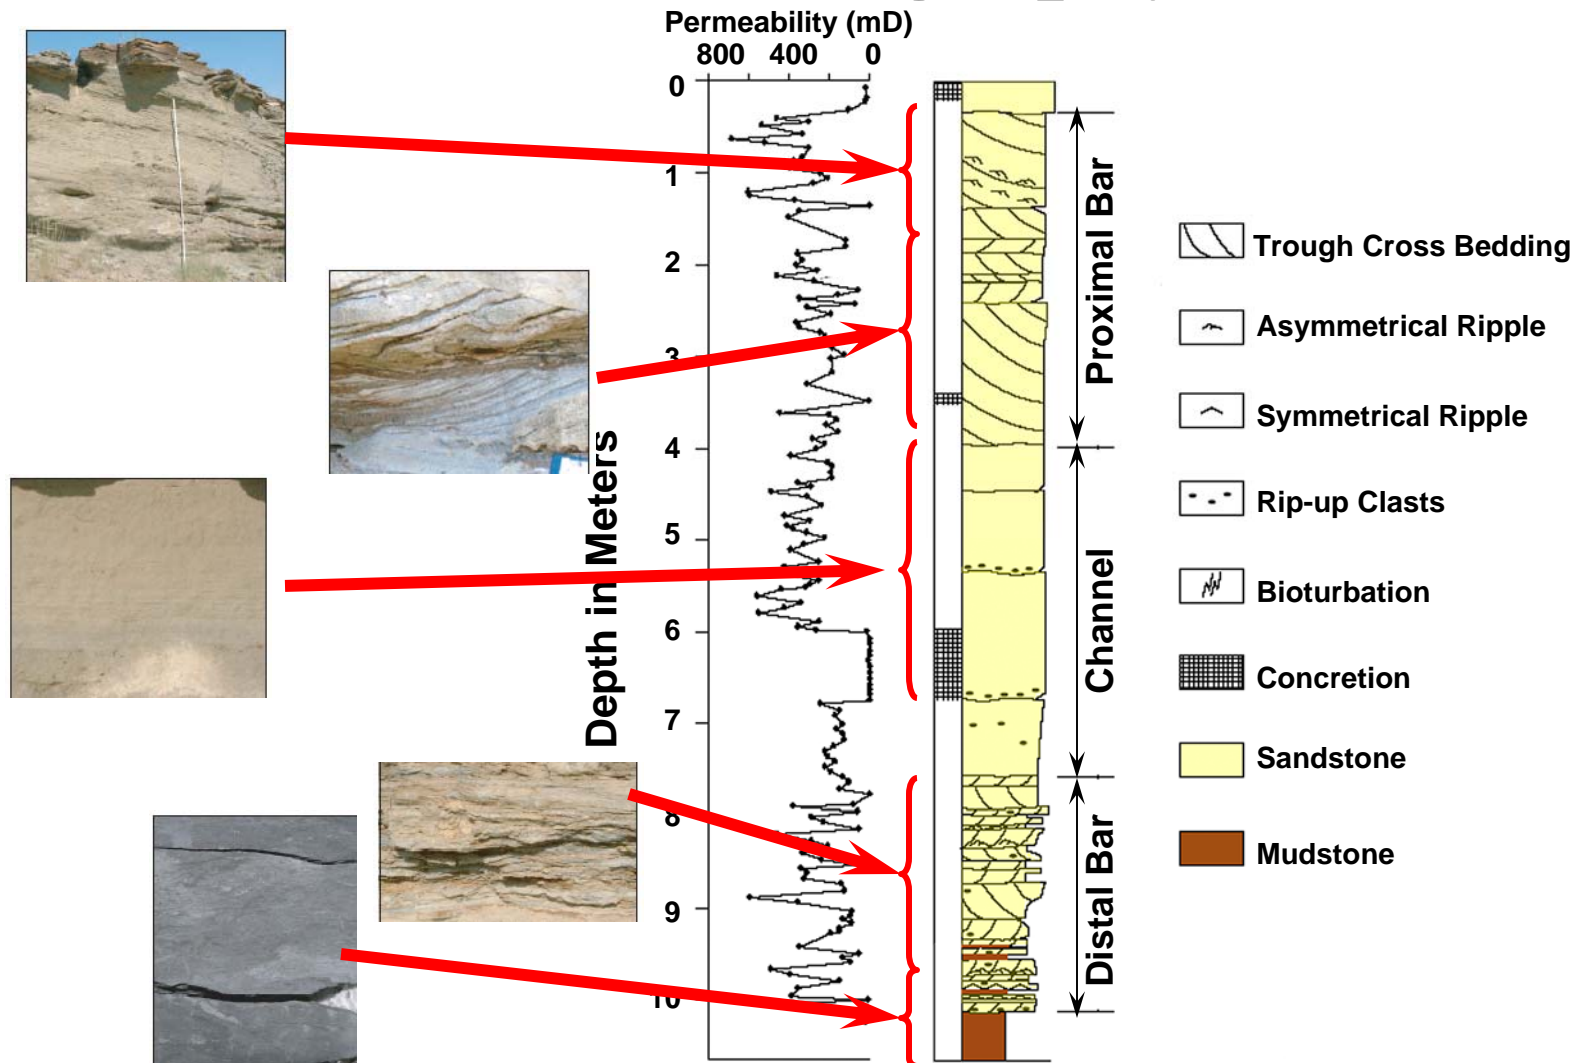 Permeability (mD)
800 400 0
0
1
2
3
4
5
6
7
8
9
10
Depth in Meters
Proximal Bar
Channel
Distal Bar
Trough Cross Bedding
Asymmetrical Ripple
Symmetrical Ripple
Rip-up Clasts
Bioturbation
Concretion
Sandstone
Mudstone